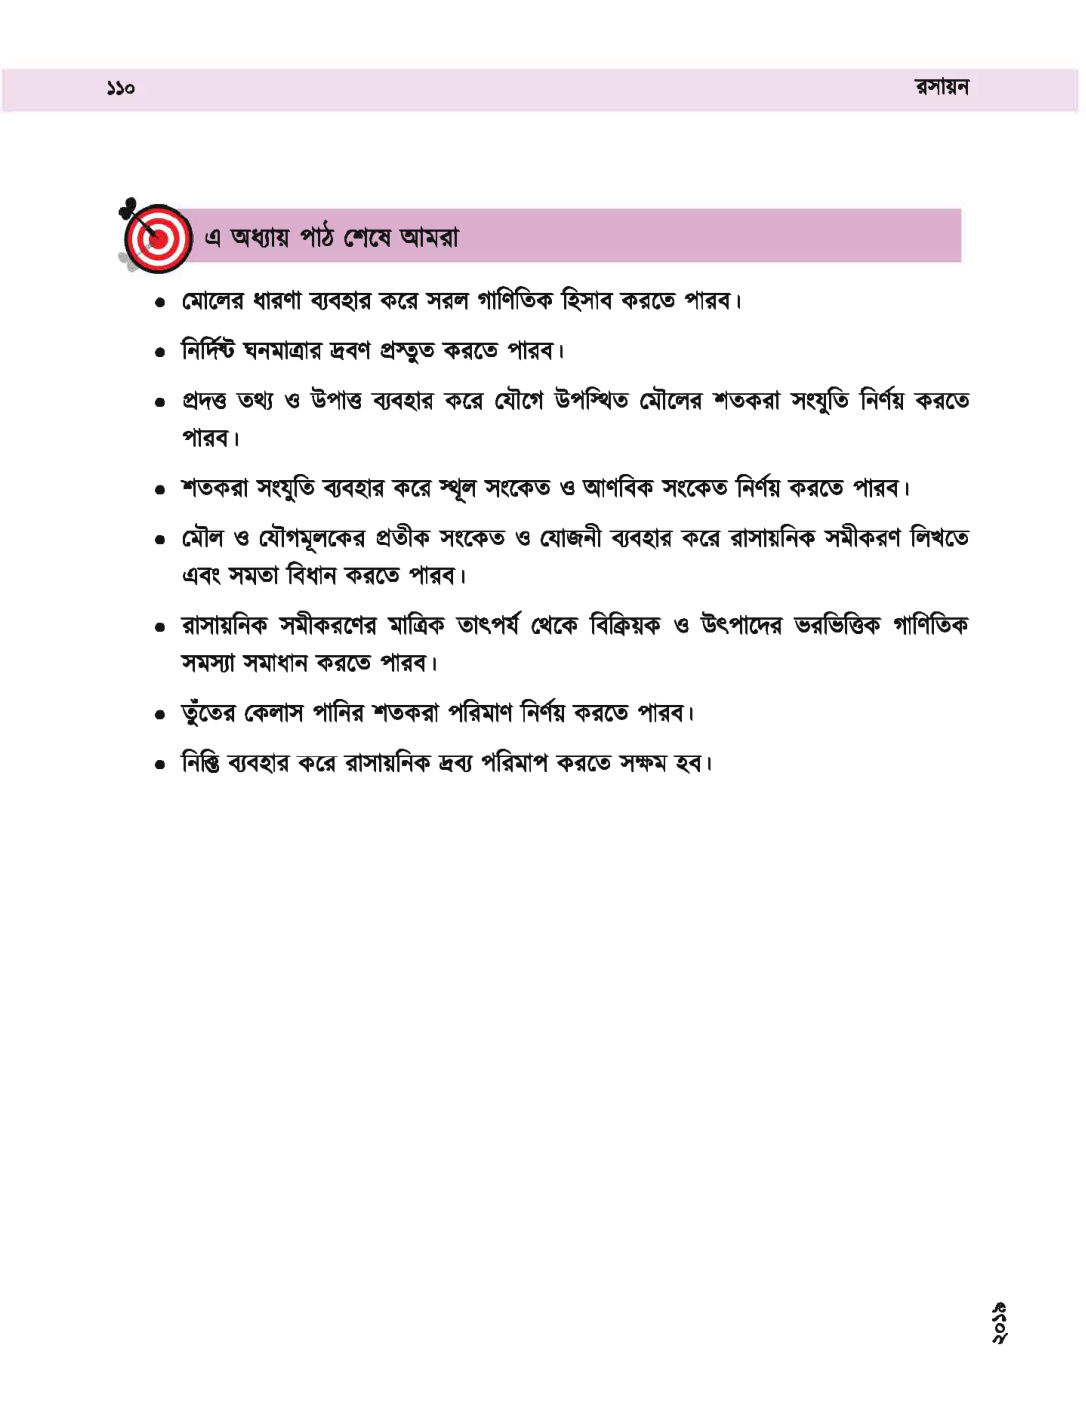 ১১০
রসায়ন
এ অধ্যায় পাঠ শেষে আমরা
• মোলের ধারণা ব্যবহার করে সরল গাণিতিক হিসাব করতে পারব।
• নির্দিষ্ট ঘনমাত্রার দ্রবণ প্রস্তুত করতে পারব।
• প্রদত্ত তথ্য ও উপাত্ত ব্যবহার করে যৌগে উপস্থিত মৌলের শতকরা সংযুতি নির্ণয় করতে
পারব।
• শতকরা সংযুতি ব্যবহার করে স্থূল সংকেত ও আণবিক সংকেত নির্ণয় করতে পারব।
• মৌল ও যৌগমূলকের প্রতীক সংকেত ও যোজনী ব্যবহার করে রাসায়নিক সমীকরণ লিখতে
এবং সমতা বিধান করতে পারব।
• রাসায়নিক সমীকরণের মাত্রিক তাৎপর্য থেকে বিক্রিয়ক ও উৎপাদের ভরভিত্তিক গাণিতিক
সমস্যা সমাধান করতে পারব।
• তুঁতের কেলাস পানির শতকরা পরিমাণ নির্ণয় করতে পারব।
• নিক্তি ব্যবহার করে রাসায়নিক দ্রব্য পরিমাপ করতে সক্ষম হব।
২০১৯